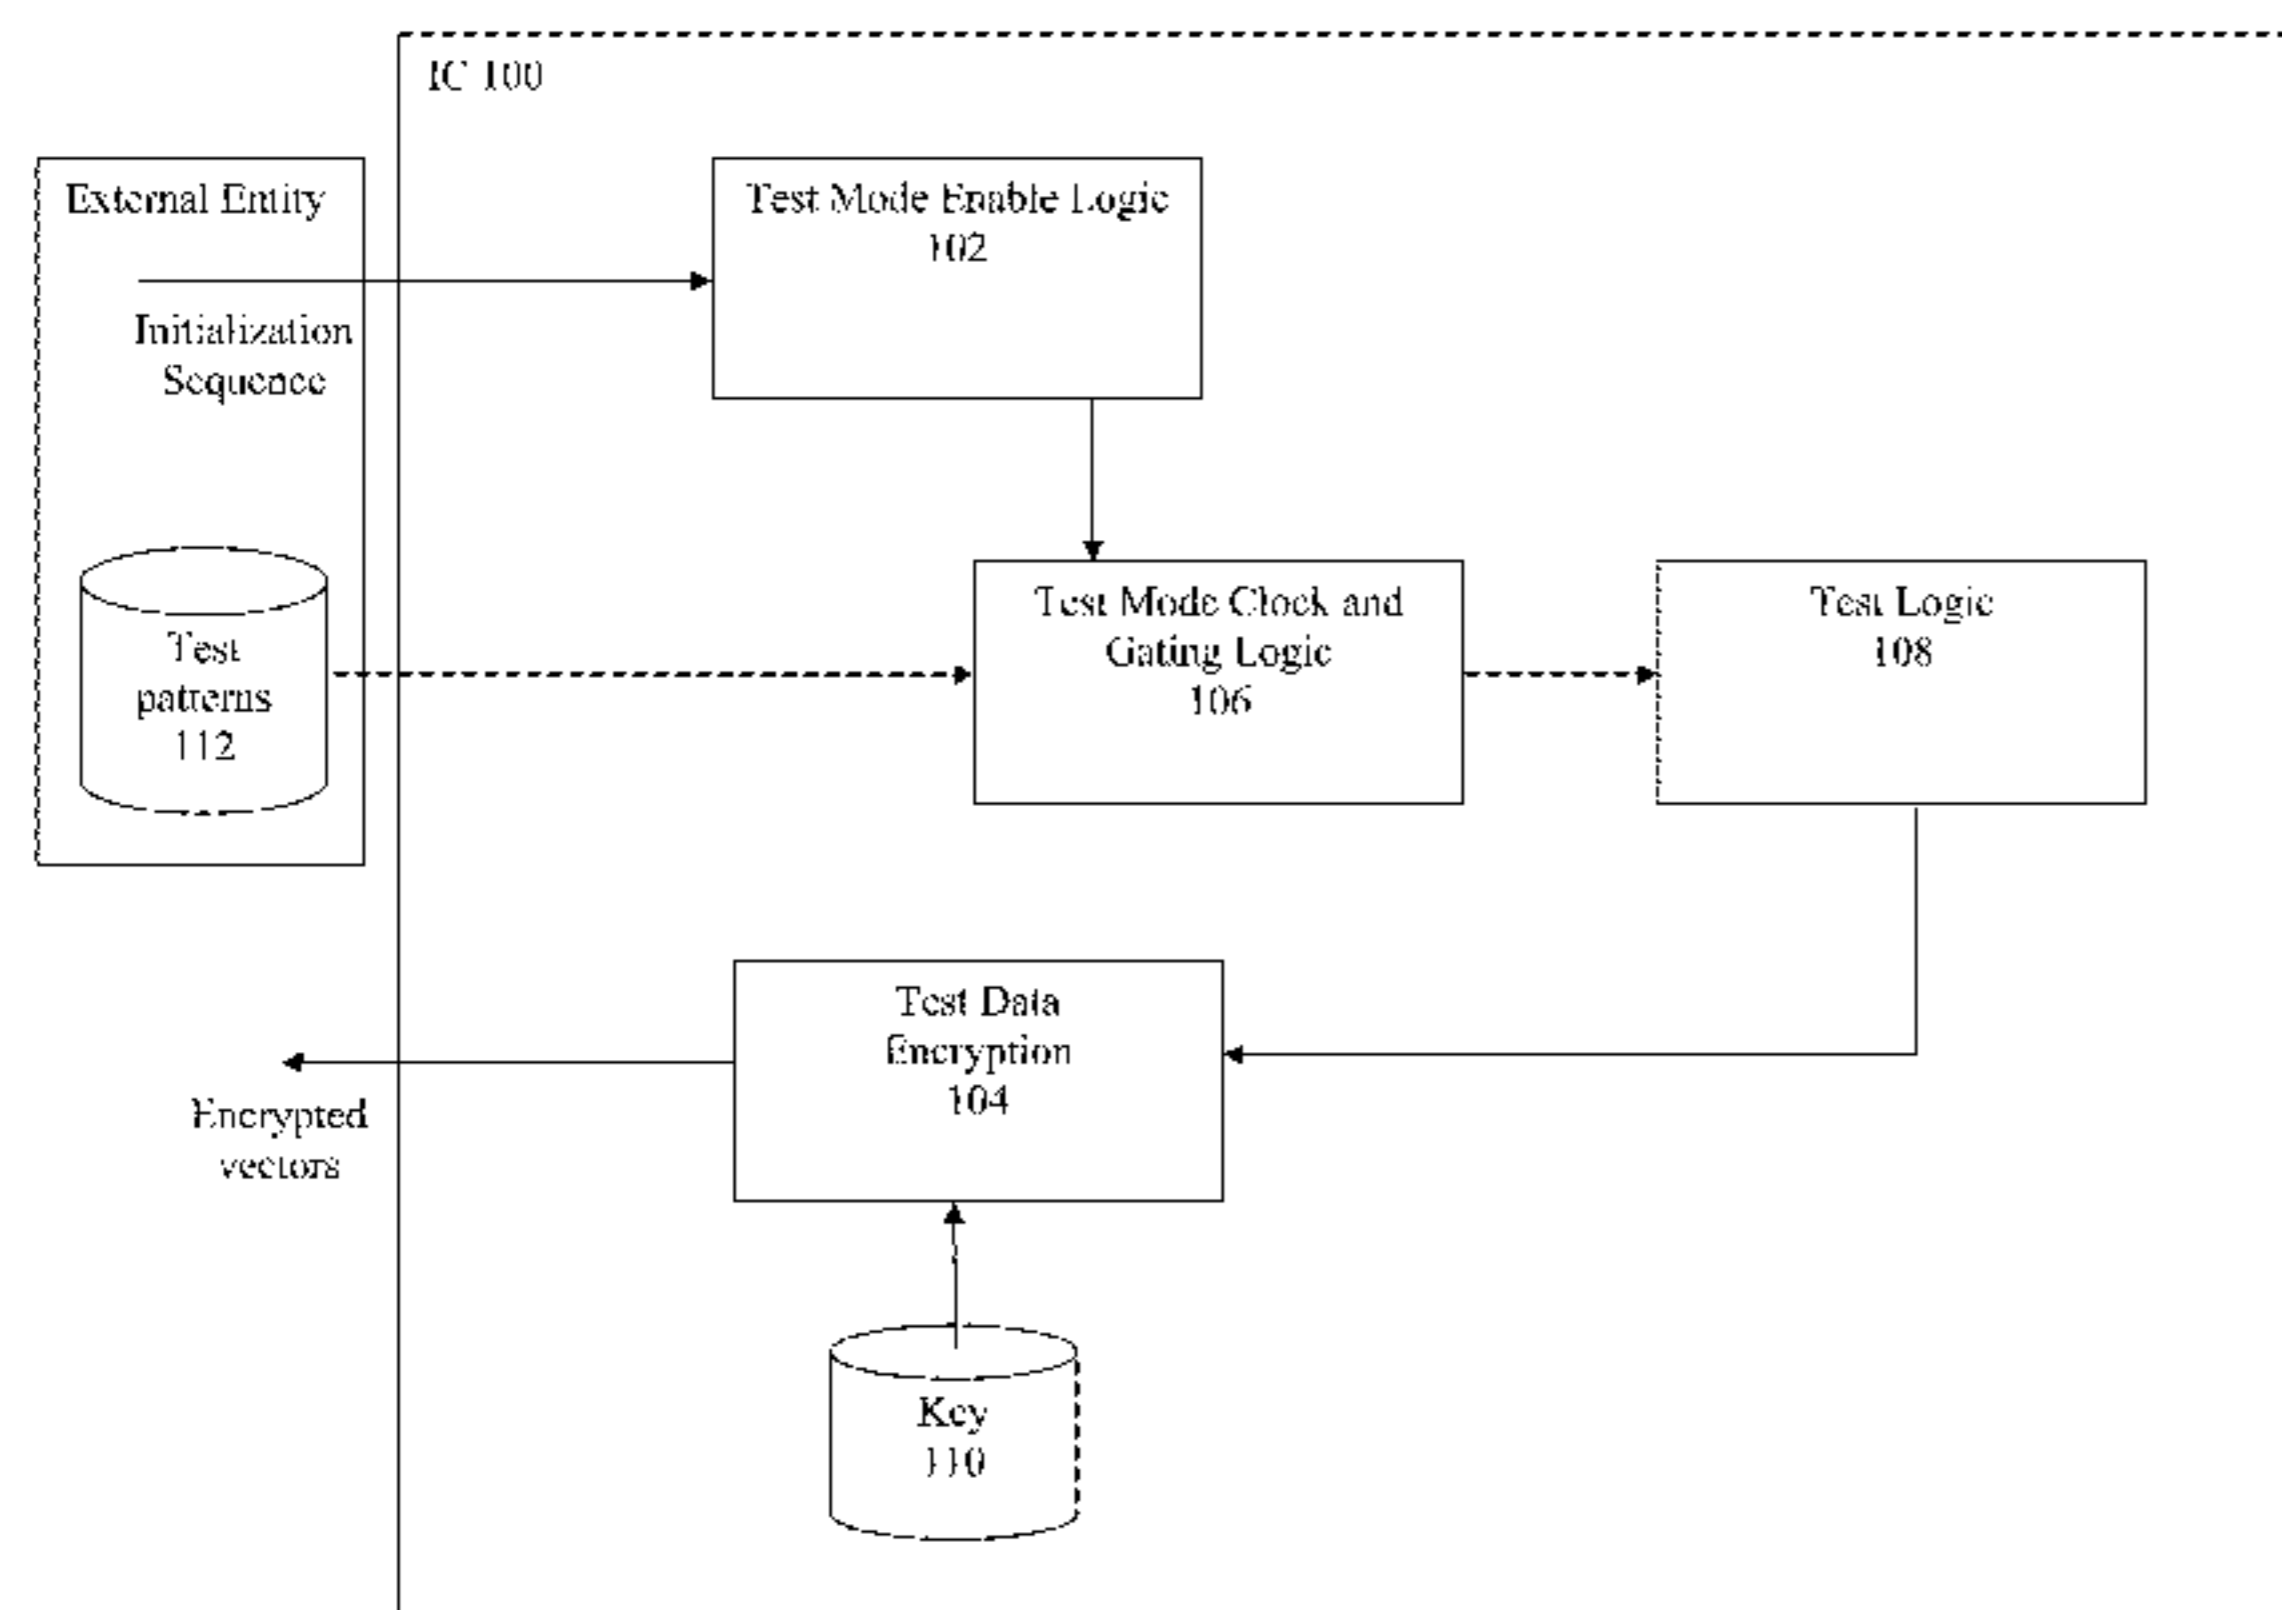 IC 100
External Entity
Test Mode Enable Logic
102
Initialization
Sequence
Test Mode Clock and
Gating Logic
106
Test Logic
108
Test
patterns
112
Test Data
Encryption
104
Encrypted
vectors
Key
110